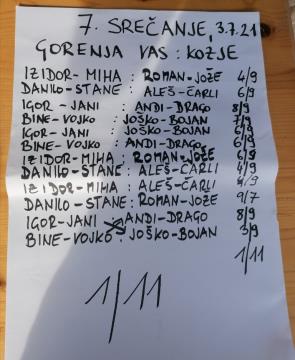 7. SREČANJE, 3.7.21
GORENJA VAS : KOZJE
IZIDOR-MIHA : ROMAN-JOŽE 4/9
DANILO-STANE : ALEŠ-ČARLI 6/9
IGOR-JANI : ANDI-DRAGO 8/9
BINE-VOJKO : JOŠKO-BOJAN 7/9
IGOR-JANI : JOŠKO-BOJAN 6/9
BINE-VOJKO : ANDI-DRAGO 6/9
IZIDOR-MIHA : ROMAN-JOŽE 6/9
DANILO-STANE : ALEŠ-ČARLI 4/9
IZIDOR-MIHA : ALEŠ-ČARLI 4/9
DANILO-STANE : ROMAN-JOŽE 9/7
IGOR-JANI : ANDI-DRAGO 8/9
BINE-VOJKO : JOŠKO-BOJAN 3/9
1/11
1/11